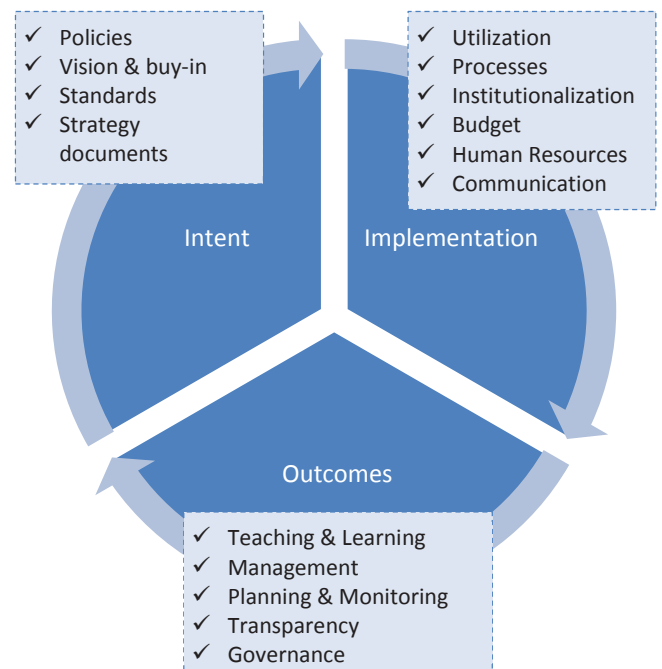 ✓ Policies
✓ Vision & buy-in
✓ Standards
✓ Strategy
documents
✓ Utilization
✓ Processes
✓ Institutionalization
✓ Budget
✓ Human Resources
✓ Communication
Intent
Implementation
Outcomes
✓ Teaching & Learning
✓ Management
✓ Planning & Monitoring
✓ Transparency
✓ Governance